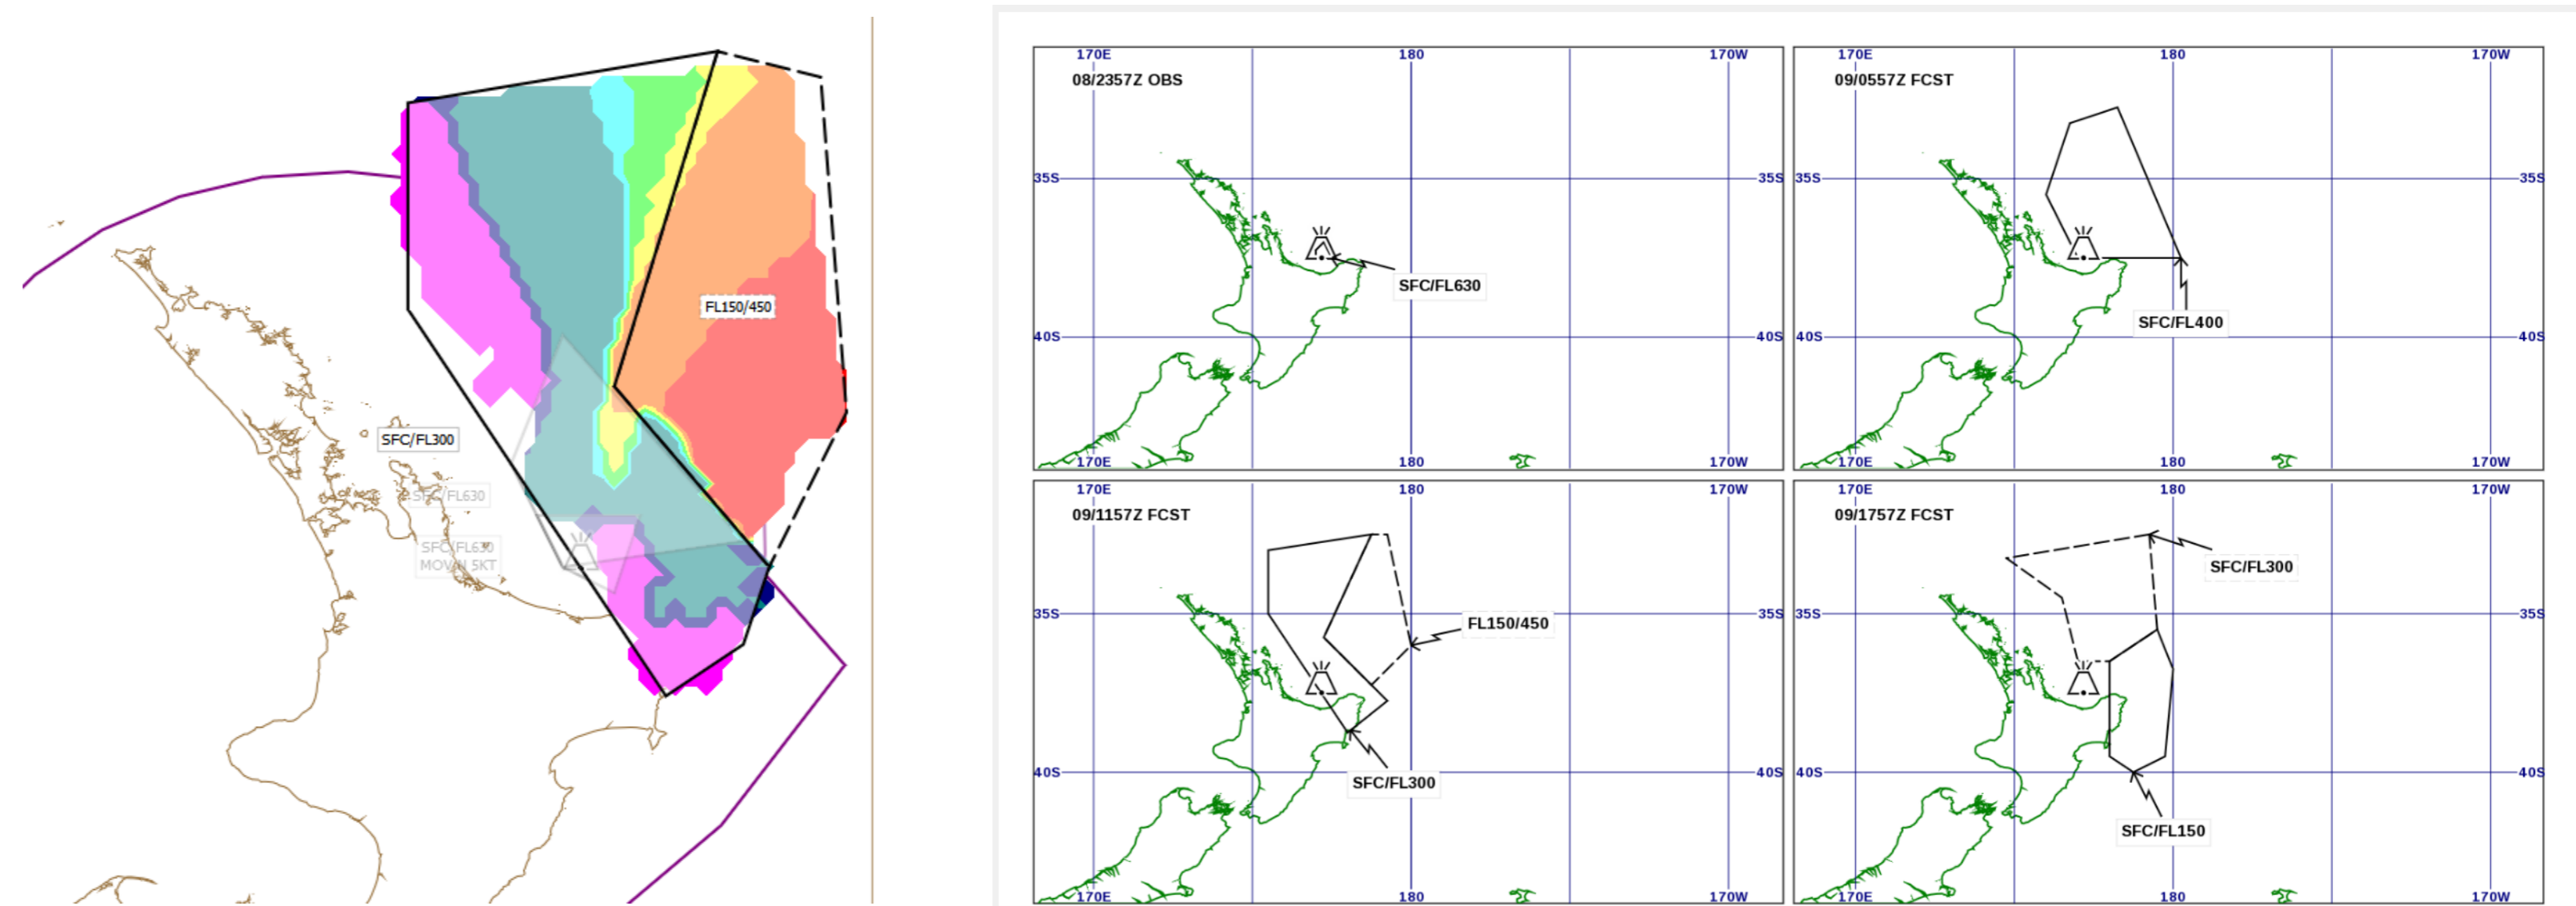 FL150/450
SFC/FL300
SFC/FL630
SFC/FL630
MOV N 5KT
170E 180 170W
08/2357Z OBS
35S 35S
SFC/FL630
40S 40S
170E 180 170W
170E 180 170W
09/0557Z FCST
35S 35S
SFC/FL400
40S 40S
170E 180 170W
170E 180 170W
09/1157Z FCST
35S 35S
FL150/450
40S 40S
SFC/FL300
170E 180 170W
170E 180 170W
09/1757Z FCST
SFC/FL300
35S 35S
40S 40S
SFC/FL150
170E 180 170W